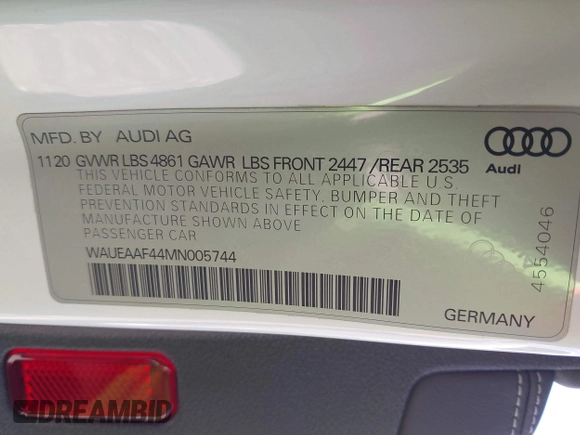 MFD. BY AUDI AG
1120 GVWR LBS 4861 GAWR LBS FRONT 2447 /REAR 2535
THIS VEHICLE CONFORMS TO ALL APPLICABLE U.S.
FEDERAL MOTOR VEHICLE SAFETY, BUMPER AND THEFT
PREVENTION STANDARDS IN EFFECT ON THE DATE OF
MANUFACTURE SHOWN ABOVE
PASSENGER CAR
WAUEAAF44MN005744
Audi
4554046
GERMANY
DREAMBID